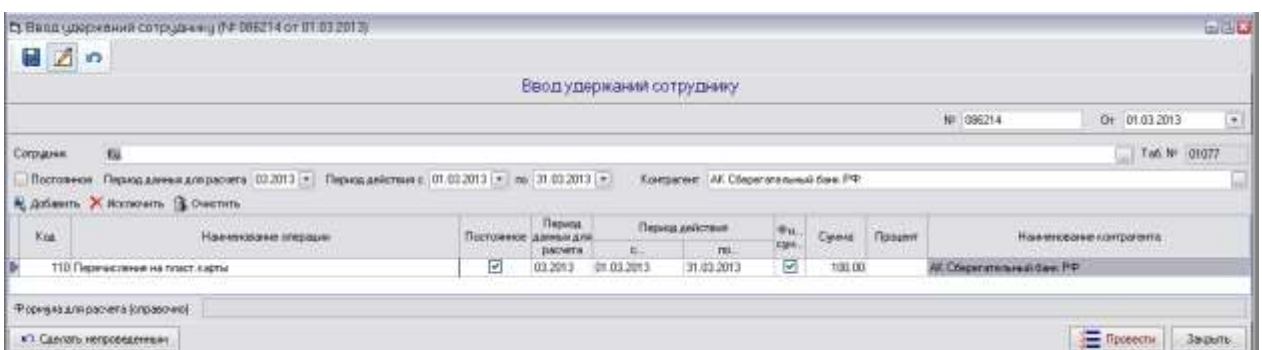 Ввод удержаний сотруднику (№ 086214 от 01.03.2013)
Ввод удержаний сотруднику
№ 086214 От 01.03.2013
Сотрудник Таб. № 01077
Постоянное Период данных для расчета 03.2013 Период действия с 01.03.2013 по 31.03.2013 Контрагент АК Сберегательный банк РФ
Добавить Исключить Очистить
Код Наименование операции Постоянное Период данных для расчета Период действия с... по... Фи... сум... Сумма Процент Наименование контрагента
110 Перечисление на пласт. карты 03.2013 01.03.2013 31.03.2013 100.00 АК Сберегательный банк РФ
Формула для расчета (справочно)
Сделать непроведенным Провести Закрыть